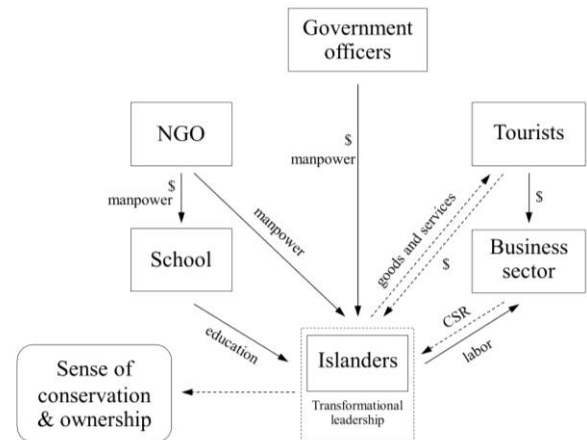 Government
officers
NGO
Tourists
$
manpower
$
manpower
manpower
goods and services
$
$
School
Business
sector
education
CSR
labor
Islanders
Transformational
leadership
Sense of
conservation
& ownership